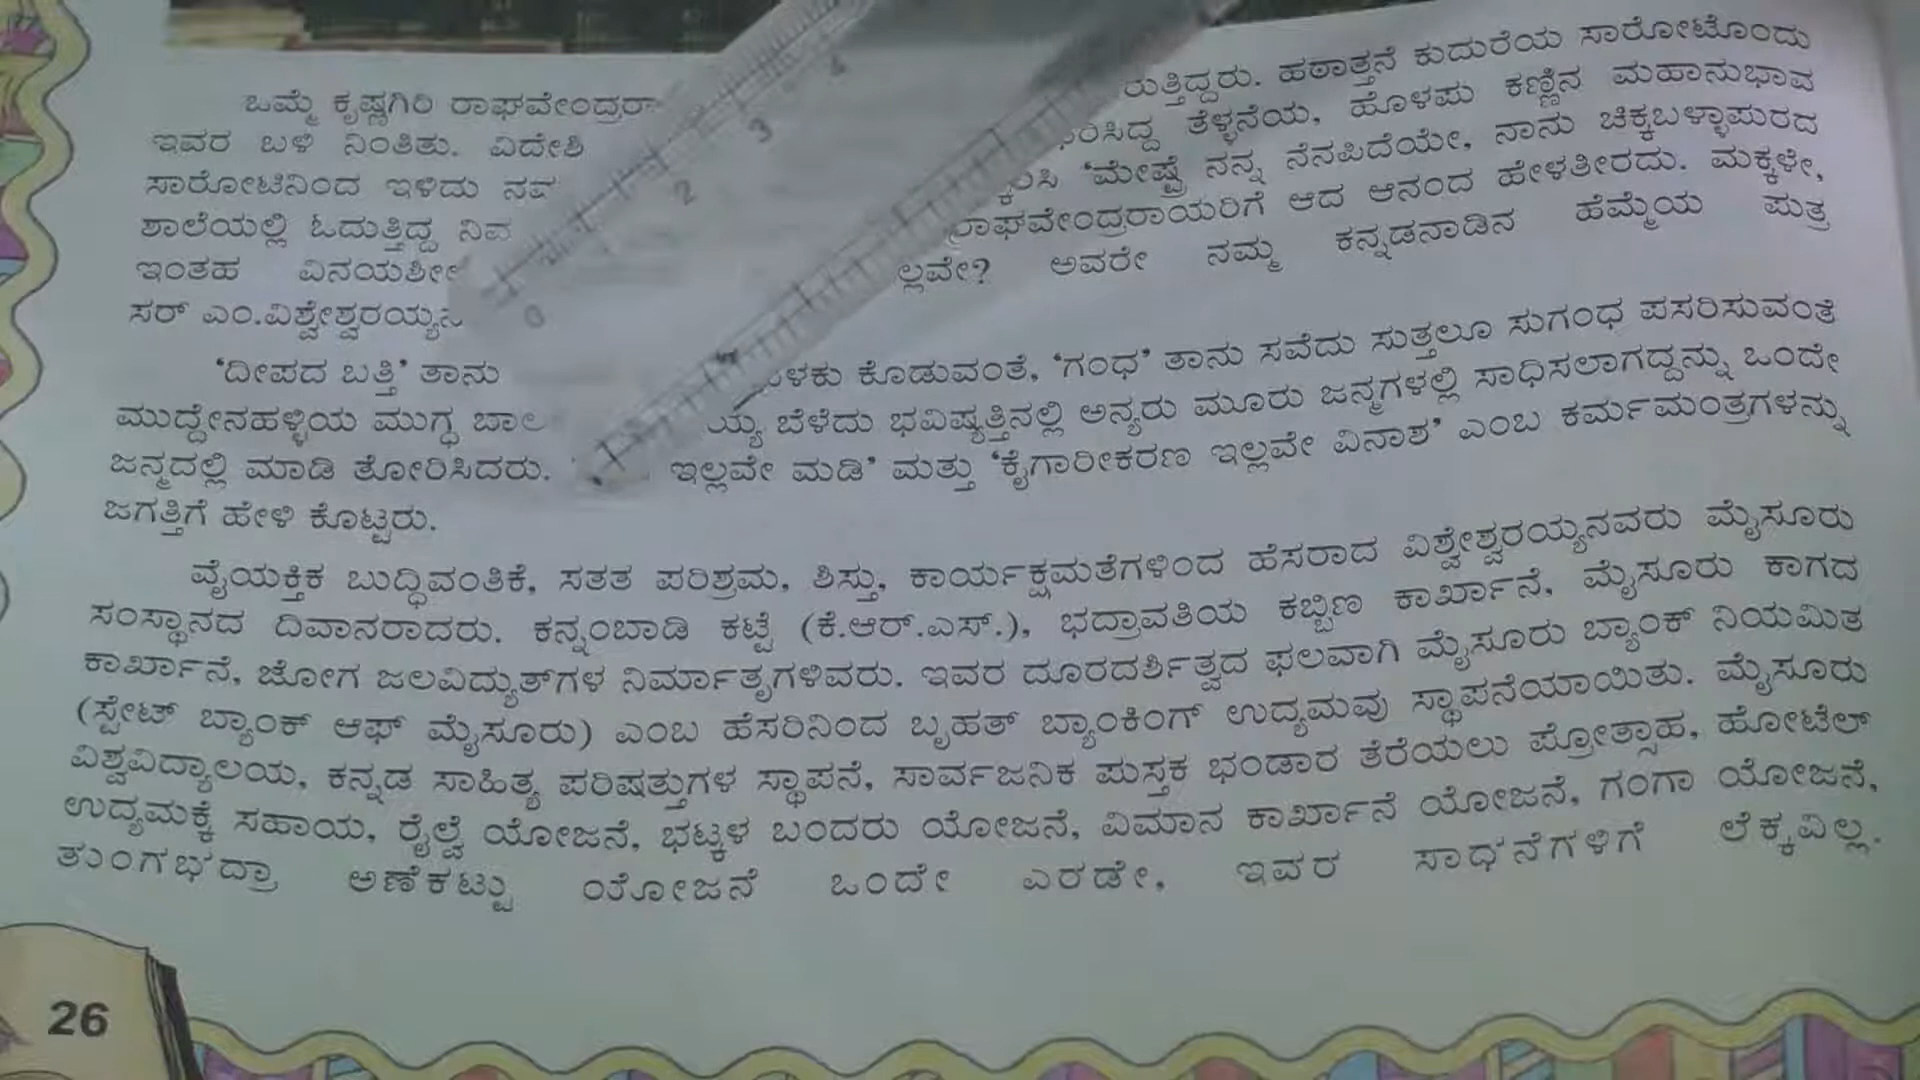 ಒಮ್ಮೆ ಕೃಷ್ಣಗಿರಿ ರುತ್ತಿದ್ದರು. ಹಠಾತ್ತನೆ ಕುದುರೆಯ ಸಾರೋಟೊಂದು
ಇವರ ಬಳಿ ನಿಂತಿತು. ವಿದೇಶಿ ತೆಳ್ಳನೆಯ, ಹೊಳಪು ಕಣ್ಣಿನ ಮಹಾನುಭಾವ
ಸಾರೋಟಿನಿಂದ ಇಳಿದು ‘ಮೇಷ್ಟ್ರೆ ನನ್ನ ನೆನಪಿದೆಯೇ, ನಾನು ಚಿಕ್ಕಬಳ್ಳಾಪುರದ
ಶಾಲೆಯಲ್ಲಿ ಓದುತ್ತಿದ್ದ ರಾಘವೇಂದ್ರರಾಯರಿಗೆ ಆದ ಆನಂದ ಹೇಳತೀರದು. ಮಕ್ಕಳೇ,
ಇಂತಹ ಲ್ಲವೇ? ಅವರೇ ನಮ್ಮ ಕನ್ನಡನಾಡಿನ ಹೆಮ್ಮೆಯ ಪುತ್ರ
ಸರ್ ಎಂ.ವಿಶ್ವೇಶ್ವರಯ್ಯನ
‘ದೀಪದ ಬತ್ತಿ’ ತಾನು ಕೊಡುವಂತೆ, ‘ಗಂಧ’ ತಾನು ಸವೆದು ಸುತ್ತಲೂ ಸುಗಂಧ ಪಸರಿಸುವಂತೆ
ಮುದ್ದೇನಹಳ್ಳಿಯ ಮುಗ್ಧ ಬೆಳೆದು ಭವಿಷ್ಯತ್ತಿನಲ್ಲಿ ಅನ್ಯರು ಮೂರು ಜನ್ಮಗಳಲ್ಲಿ ಸಾಧಿಸಲಾಗದ್ದನ್ನು ಒಂದೇ
ಜನ್ಮದಲ್ಲಿ ಮಾಡಿ ತೋರಿಸಿದರು. ಇಲ್ಲವೇ ಮಡಿ’ ಮತ್ತು ‘ಕೈಗಾರೀಕರಣ ಇಲ್ಲವೇ ವಿನಾಶ’ ಎಂಬ ಕರ್ಮಮಂತ್ರಗಳನ್ನು
ಜಗತ್ತಿಗೆ ಹೇಳಿ ಕೊಟ್ಟರು.
ವೈಯಕ್ತಿಕ ಬುದ್ಧಿವಂತಿಕೆ, ಸತತ ಪರಿಶ್ರಮ, ಶಿಸ್ತು, ಕಾರ್ಯಕ್ಷಮತೆಗಳಿಂದ ಹೆಸರಾದ ವಿಶ್ವೇಶ್ವರಯ್ಯನವರು ಮೈಸೂರು
ಸಂಸ್ಥಾನದ ದಿವಾನರಾದರು. ಕನ್ನಂಬಾಡಿ ಕಟ್ಟೆ (ಕೆ.ಆರ್.ಎಸ್.), ಭದ್ರಾವತಿಯ ಕಬ್ಬಿಣ ಕಾರ್ಖಾನೆ, ಮೈಸೂರು ಕಾಗದ
ಕಾರ್ಖಾನೆ, ಜೋಗ ಜಲವಿದ್ಯುತ್‌ಗಳ ನಿರ್ಮಾತೃಗಳಿವರು. ಇವರ ದೂರದರ್ಶಿತ್ವದ ಫಲವಾಗಿ ಮೈಸೂರು ಬ್ಯಾಂಕ್ ನಿಯಮಿತ
(ಸ್ಟೇಟ್ ಬ್ಯಾಂಕ್ ಆಫ್ ಮೈಸೂರು) ಎಂಬ ಹೆಸರಿನಿಂದ ಬೃಹತ್ ಬ್ಯಾಂಕಿಂಗ್ ಉದ್ಯಮವು ಸ್ಥಾಪನೆಯಾಯಿತು. ಮೈಸೂರು
ವಿಶ್ವವಿದ್ಯಾಲಯ, ಕನ್ನಡ ಸಾಹಿತ್ಯ ಪರಿಷತ್ತುಗಳ ಸ್ಥಾಪನೆ, ಸಾರ್ವಜನಿಕ ಪುಸ್ತಕ ಭಂಡಾರ ತೆರೆಯಲು ಪ್ರೋತ್ಸಾಹ, ಹೋಟೆಲ್
ಉದ್ಯಮಕ್ಕೆ ಸಹಾಯ, ರೈಲ್ವೆ ಯೋಜನೆ, ಭಟ್ಕಳ ಬಂದರು ಯೋಜನೆ, ವಿಮಾನ ಕಾರ್ಖಾನೆ ಯೋಜನೆ, ಗಂಗಾ ಯೋಜನೆ,
ತುಂಗಭದ್ರಾ ಅಣೆಕಟ್ಟು ಯೋಜನೆ ಒಂದೇ ಎರಡೇ, ಇವರ ಸಾಧನೆಗಳಿಗೆ ಲೆಕ್ಕವಿಲ್ಲ.
26